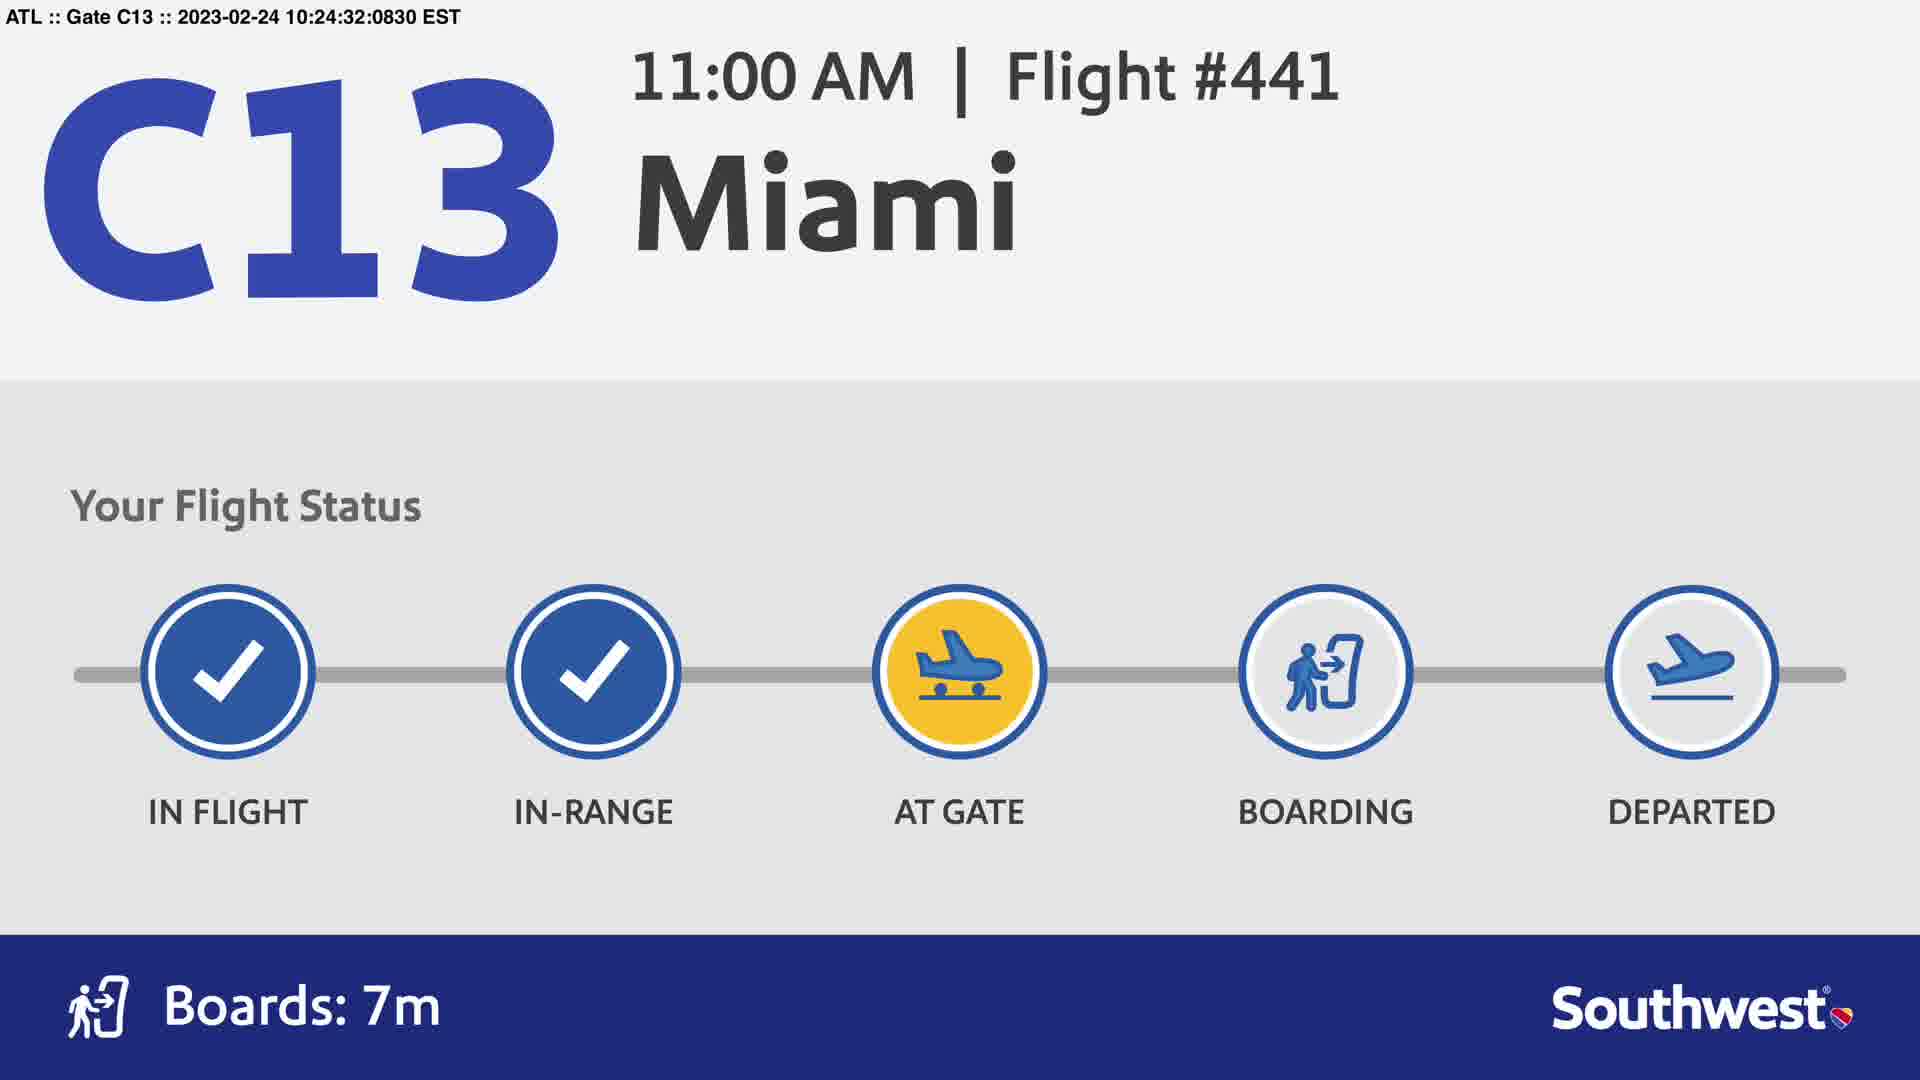 ATL :: Gate C13 :: 2023-02-24 10:24:32:0830 EST
C13
11:00 AM | Flight #441
Miami
Your Flight Status
IN FLIGHT
IN-RANGE
AT GATE
BOARDING
DEPARTED
Boards: 7m
Southwest®